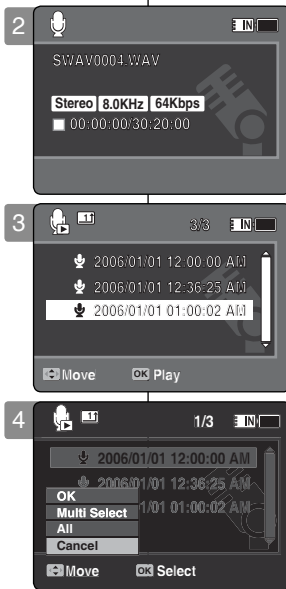 2
IN
SWAV0004.WAV
Stereo 8.0KHz 64Kbps
00:00:00/30:20:00
3
3/3 IN
2006/01/01 12:00:00 AM
2006/01/01 12:36:25 AM
2006/01/01 01:00:02 AM
Move OK Play
4
1/3 IN
2006/01/01 12:00:00 AM
2006/01/01 12:36:25 AM
1/01 01:00:02 AM
OK
Multi Select
All
Cancel
Move OK Select